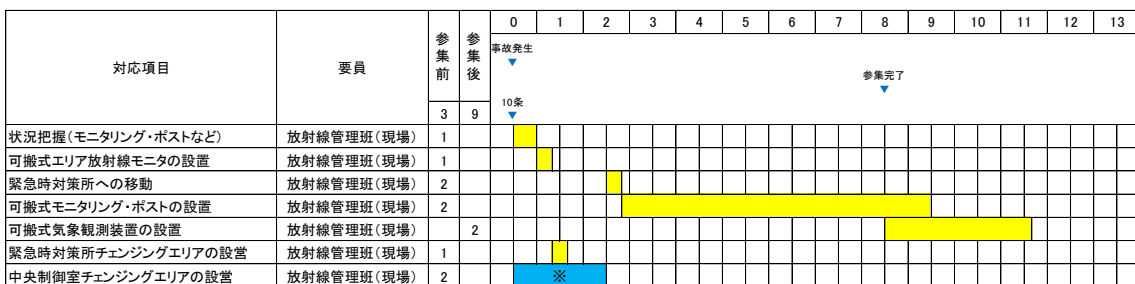 0 1 2 3 4 5 6 7 8 9 10 11 12 13
対応項目 要員 参集前 参集後
事故発生
▼
参集完了
▼
10条
▼
3 9
状況把握(モニタリング・ポストなど) 放射線管理班(現場) 1
可搬式エリア放射線モニタの設置 放射線管理班(現場) 1
緊急時対策所への移動 放射線管理班(現場) 2
可搬式モニタリング・ポストの設置 放射線管理班(現場) 2
可搬式気象観測装置の設置 放射線管理班(現場) 2
緊急時対策所チェンジングエリアの設営 放射線管理班(現場) 1
中央制御室チェンジングエリアの設営 放射線管理班(現場) 2 ※